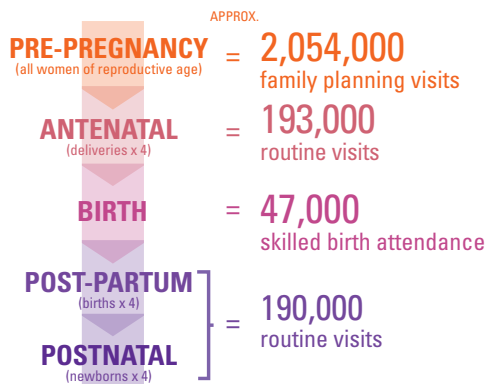 APPROX.
PRE-PREGNANCY = 2,054,000
(all women of reproductive age)
family planning visits
ANTENATAL = 193,000
(deliveries x 4)
routine visits
BIRTH = 47,000
skilled birth attendance
POST-PARTUM
(births x 4)
= 190,000
routine visits
POSTNATAL
(newborns x 4)